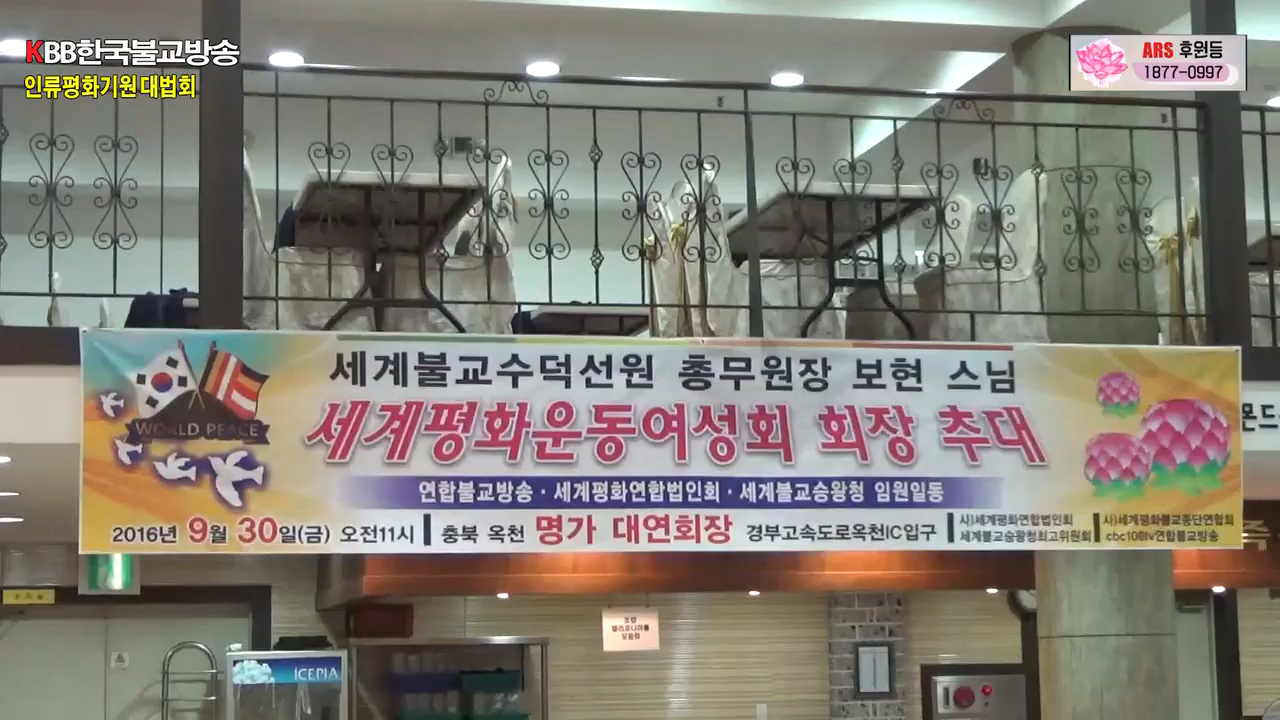 KBB한국불교방송
인류평화기원 대법회
ARS 후원등
1877-0997
세계불교수덕선원 총무원장 보현 스님
WORLD PEACE
세계평화운동여성회 회장 추대
연합불교방송 · 세계평화연합법인회 · 세계불교승왕청 임원일동
2016년 9월 30일(금) 오전11시
충북 옥천 명가 대연회장 경부고속도로옥천IC입구
사)세계평화연합법인회
세계불교승왕청최고위원회
사)세계평화불교종단연합회
cbc108tv연합불교방송
몬드
ICEPIA